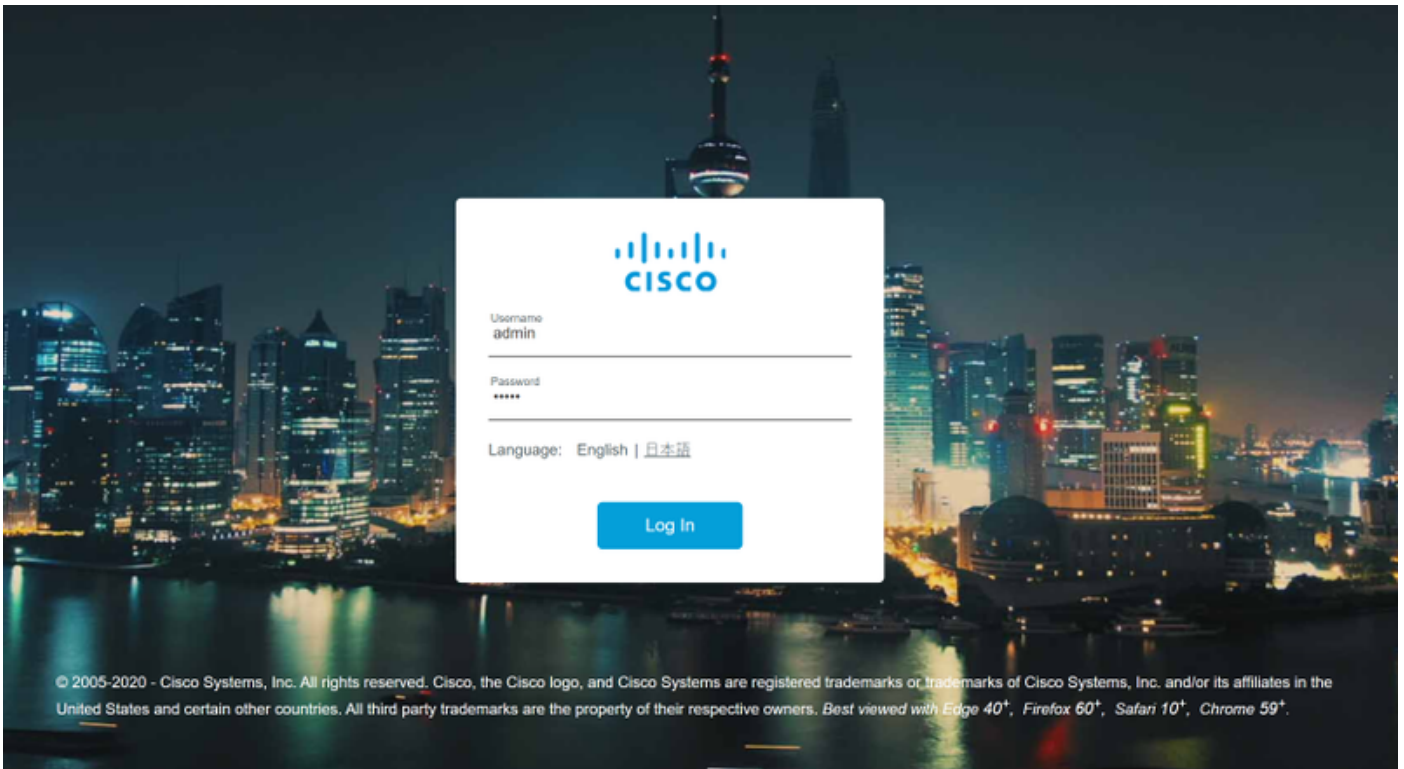 CISCO
Username
admin
Password
•••••
Language: English | 日本語
Log In
© 2005-2020 - Cisco Systems, Inc. All rights reserved. Cisco, the Cisco logo, and Cisco Systems are registered trademarks or trademarks of Cisco Systems, Inc. and/or its affiliates in the
United States and certain other countries. All third party trademarks are the property of their respective owners. Best viewed with Edge 40+, Firefox 60+, Safari 10+, Chrome 59+.